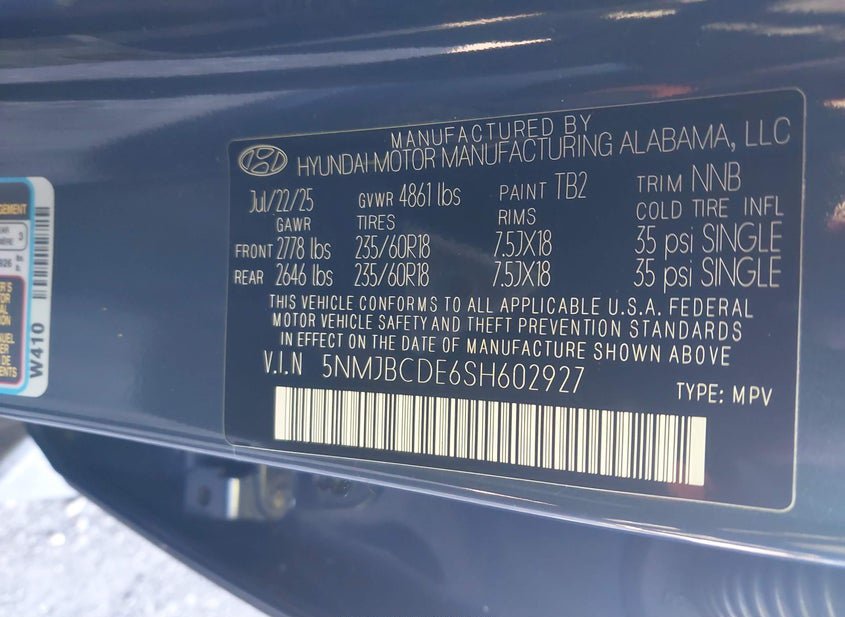 MANUFACTURED BY
HYUNDAI MOTOR MANUFACTURING ALABAMA, LLC
Jul/22/25 GVWR 4861 lbs PAINT TB2 TRIM NNB
GAWR TIRES RIMS COLD TIRE INFL
FRONT 2778 lbs 235/60R18 7.5JX18 35 psi SINGLE
REAR 2646 lbs 235/60R18 7.5JX18 35 psi SINGLE
THIS VEHICLE CONFORMS TO ALL APPLICABLE U.S.A. FEDERAL
MOTOR VEHICLE SAFETY AND THEFT PREVENTION STANDARDS
IN EFFECT ON THE DATE OF MANUFACTURE SHOWN ABOVE
V.I.N 5NMJBCDE6SH602927
TYPE: MPV
W410